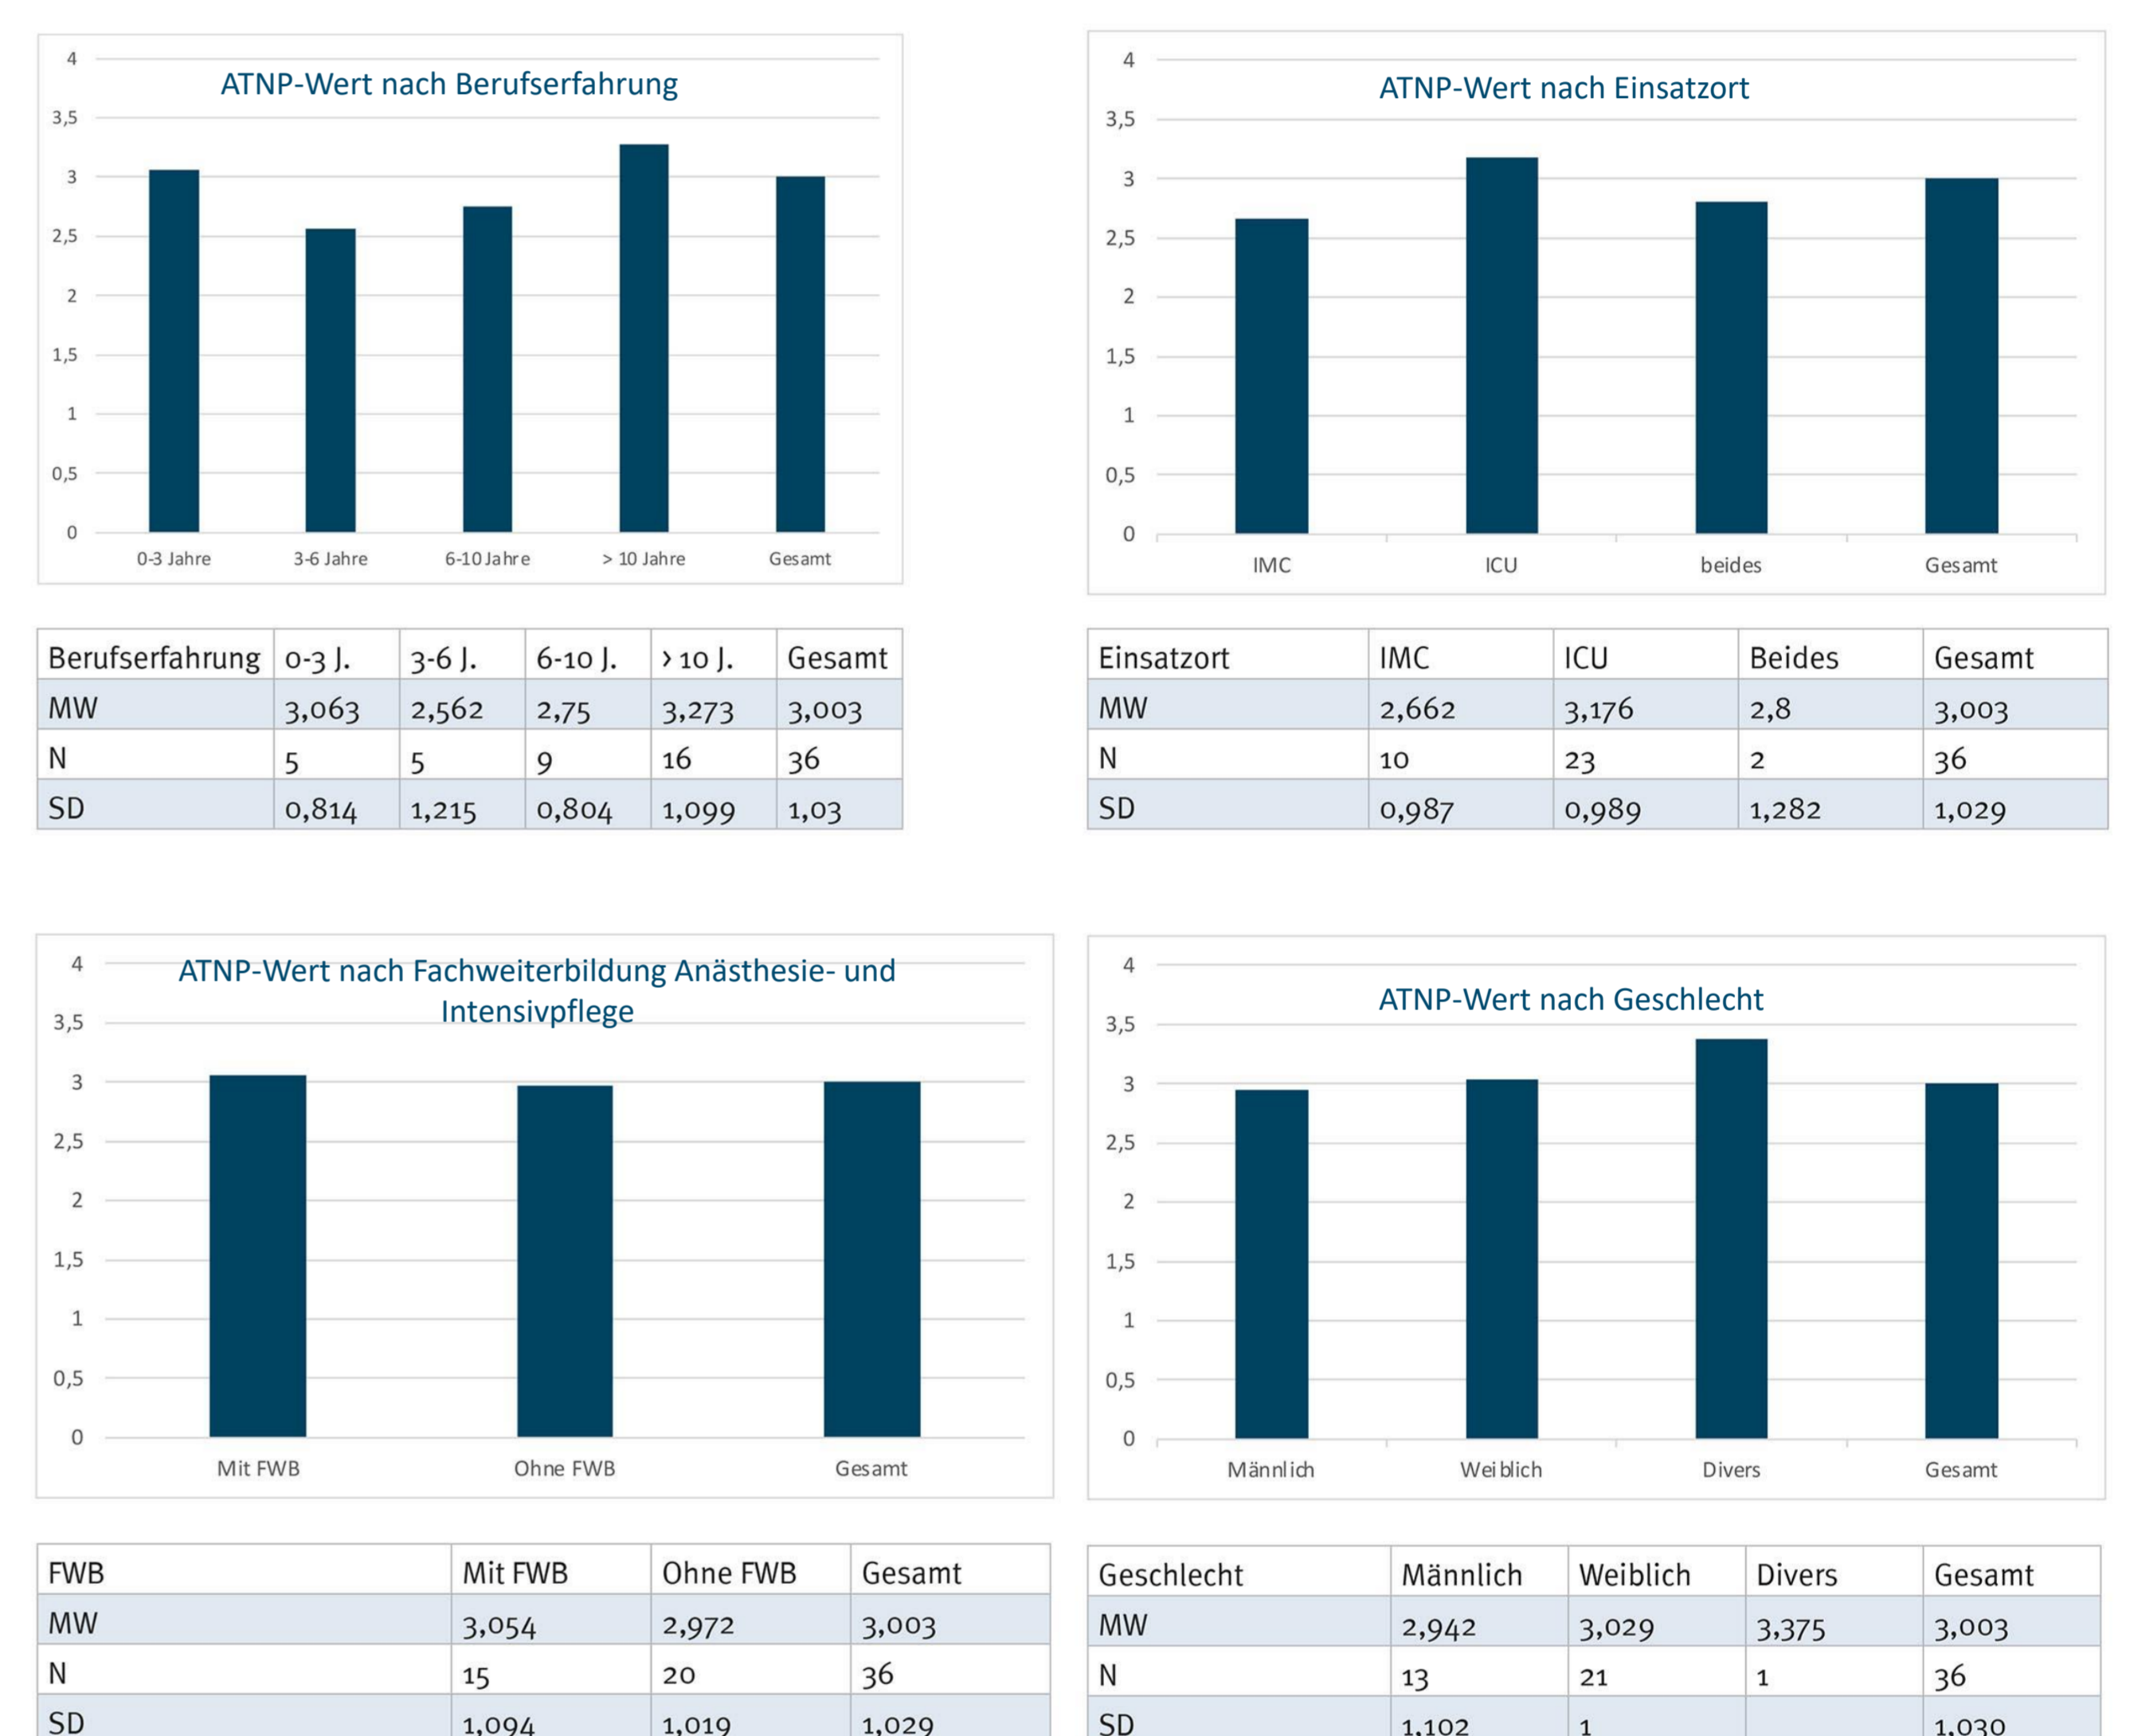 ATNP-Wert nach Berufserfahrung
4
3,5
3
2,5
2
1,5
1
0,5
0
0-3 Jahre 3-6 Jahre 6-10 Jahre > 10 Jahre Gesamt
Berufserfahrung 0-3 J. 3-6 J. 6-10 J. > 10 J. Gesamt
MW 3,063 2,562 2,75 3,273 3,003
N 5 5 9 16 36
SD 0,814 1,215 0,804 1,099 1,03
ATNP-Wert nach Einsatzort
4
3,5
3
2,5
2
1,5
1
0,5
0
IMC ICU beides Gesamt
Einsatzort IMC ICU Beides Gesamt
MW 2,662 3,176 2,8 3,003
N 10 23 2 36
SD 0,987 0,989 1,282 1,029
ATNP-Wert nach Fachweiterbildung Anästhesie- und
Intensivpflege
4
3,5
3
2,5
2
1,5
1
0,5
0
Mit FWB Ohne FWB Gesamt
FWB Mit FWB Ohne FWB Gesamt
MW 3,054 2,972 3,003
N 15 20 36
SD 1,094 1,019 1,029
ATNP-Wert nach Geschlecht
4
3,5
3
2,5
2
1,5
1
0,5
0
Männlich Weiblich Divers Gesamt
Geschlecht Männlich Weiblich Divers Gesamt
MW 2,942 3,029 3,375 3,003
N 13 21 1 36
SD 1,102 1 1,030